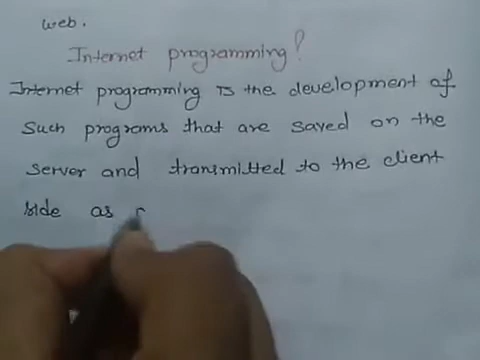 web.
Internet programming?
Internet programming is the development of
such programs that are saved on the
server and transmitted to the client
side as